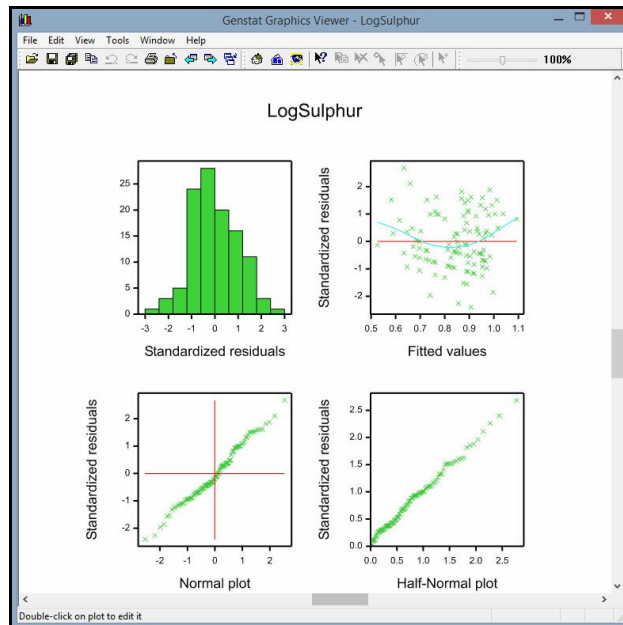 Genstat Graphics Viewer - LogSulphur
File Edit View Tools Window Help
100%
LogSulphur
Standardized residuals
25
20
15
10
5
0
-3 -2 -1 0 1 2 3
Standardized residuals
2
1
0
-1
-2
0.5 0.6 0.7 0.8 0.9 1.0 1.1
Fitted values
Standardized residuals
2
1
0
-1
-2
-2 -1 0 1 2
Normal plot
Standardized residuals
2.5
2.0
1.5
1.0
0.5
0.0
0.0 0.5 1.0 1.5 2.0 2.5
Half-Normal plot
Double-click on plot to edit it